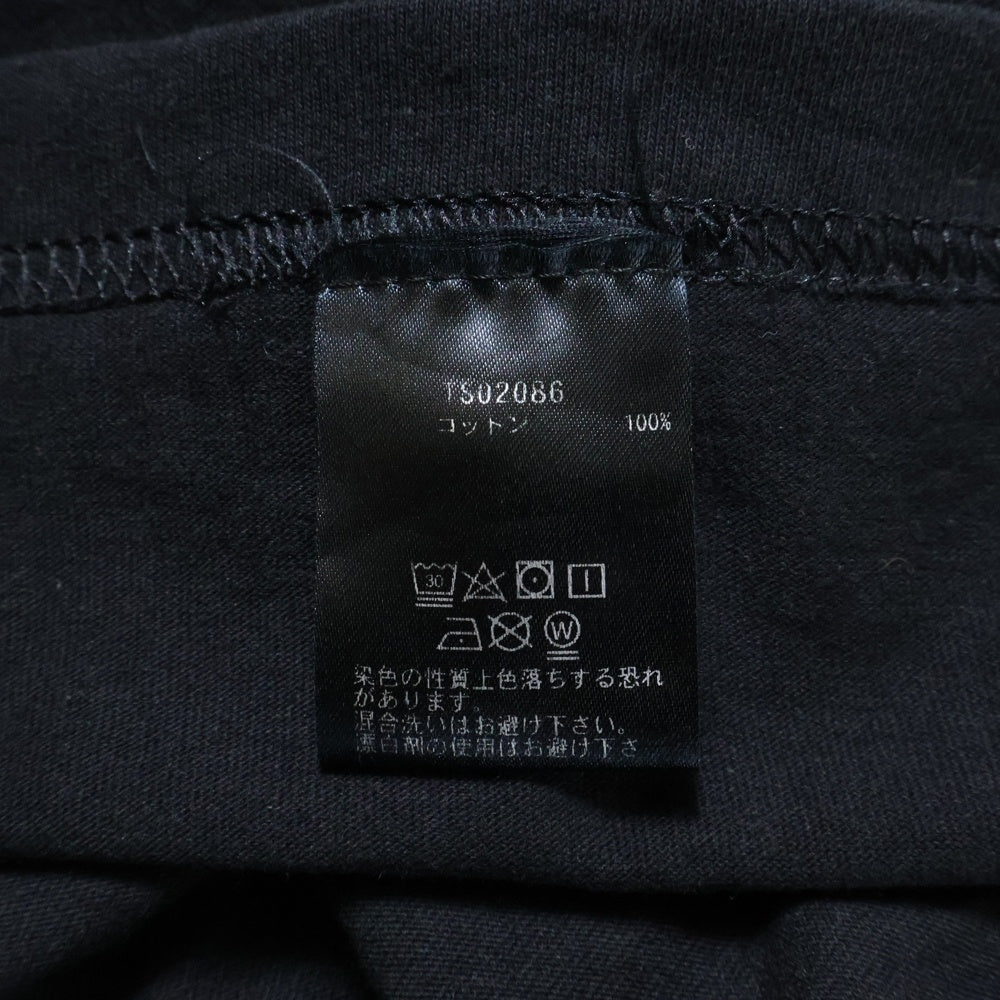 TS02086
コットン 100%
30
W
染色の性質上色落ちする恐れ
があります。
混合洗いはお避け下さい。
漂白剤の使用はお避け下さ